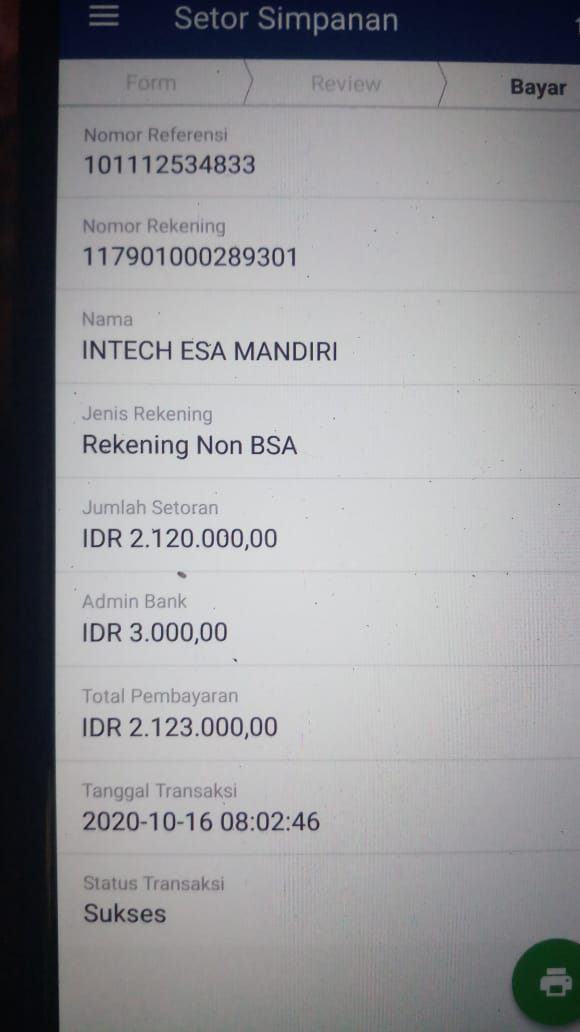 Setor Simpanan
Form
Review
Bayar
Nomor Referensi
101112534833
Nomor Rekening
117901000289301
Nama
INTECH ESA MANDIRI
Jenis Rekening
Rekening Non BSA
Jumlah Setoran
IDR 2.120.000,00
Admin Bank
IDR 3.000,00
Total Pembayaran
IDR 2.123.000,00
Tanggal Transaksi
2020-10-16 08:02:46
Status Transaksi
Sukses